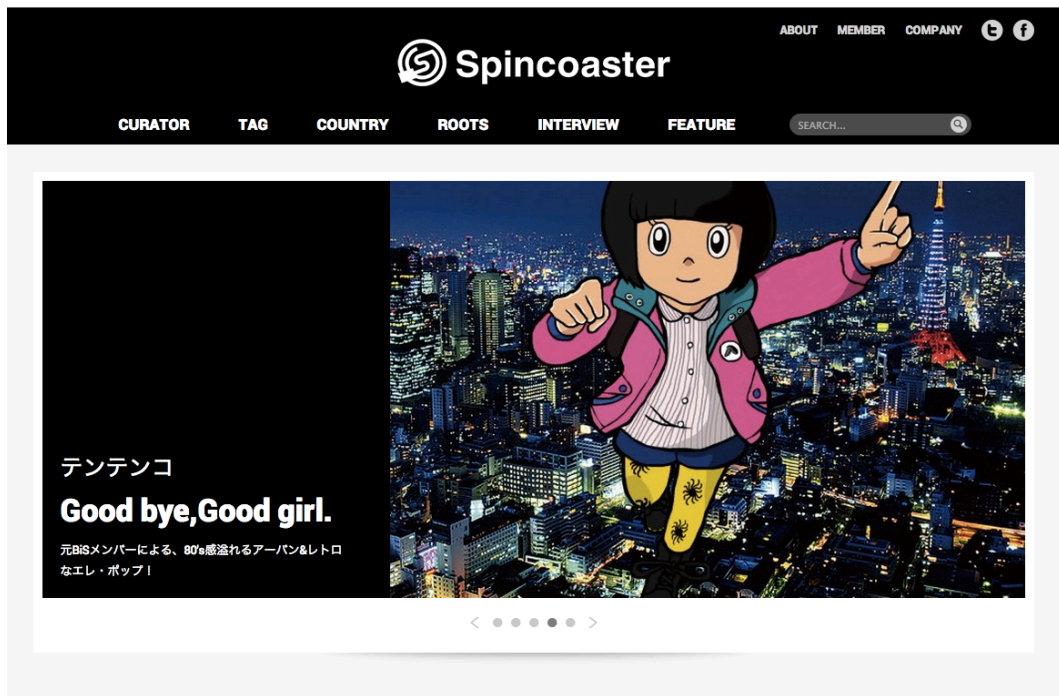 ABOUT MEMBER COMPANY
Spincoaster
CURATOR TAG COUNTRY ROOTS INTERVIEW FEATURE SEARCH...
テンテンコ
Good bye,Good girl.
元BiSメンバーによる、80's感溢れるアーバン&レトロ
なエレ・ポップ！